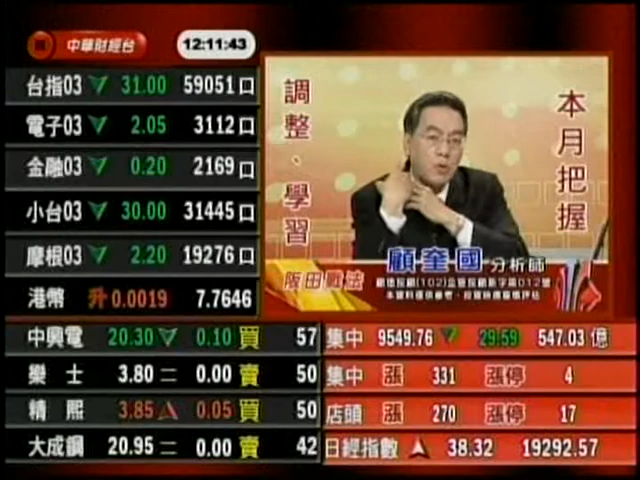 中華財經台
12:11:43
台指03 31.00 59051口
電子03 2.05 3112口
金融03 0.20 2169口
小台03 30.00 31445口
摩根03 2.20 19276口
港幣 升0.0019 7.7646
調整、學習
本月把握
顧奎國 分析師
阪田戰法
中興電 20.30 0.10 買 57
樂士 3.80 二 0.00 賣 50
精熙 3.85 0.05 買 50
大成鋼 20.95 二 0.00 賣 42
集中 9549.76 29.59 547.03 億
集中 漲 331 漲停 4
店頭 漲 270 漲停 17
日經指數 38.32 19292.57